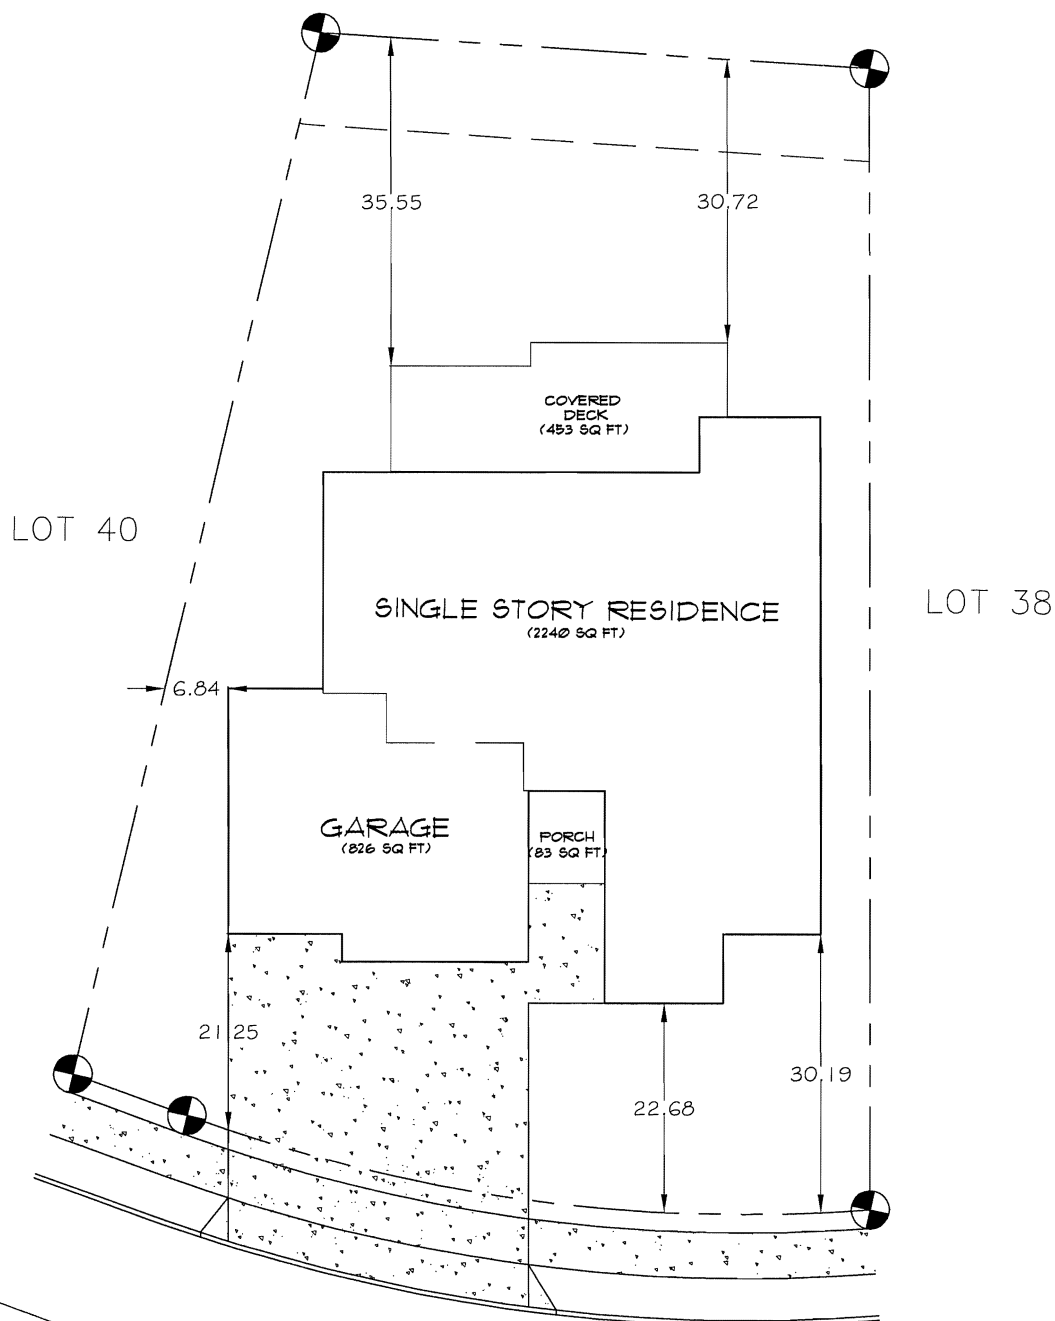 35.55
30.72
COVERED
DECK
(453 SQ FT)
LOT 40
SINGLE STORY RESIDENCE
(2240 SQ FT)
LOT 38
6.84
GARAGE
(826 SQ FT)
PORCH
(83 SQ FT)
21.25
30.19
22.68